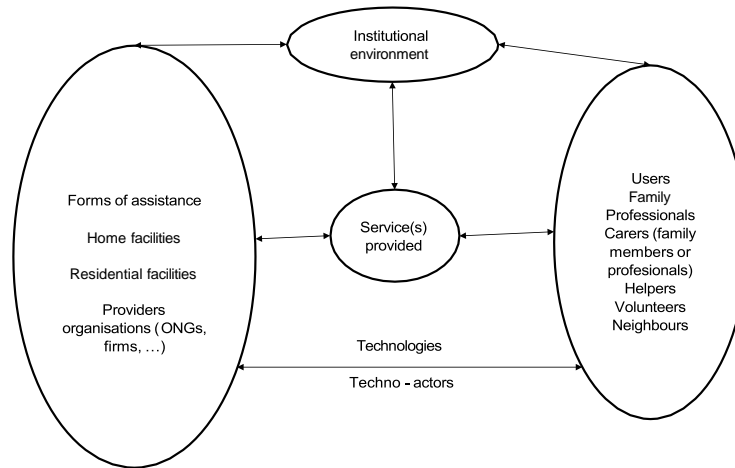 Institutional
environment
Forms of assistance
Home facilities
Residential facilities
Providers
organisations (ONGs,
firms, …)
Service(s)
provided
Users
Family
Professionals
Carers (family
members or
profesionals)
Helpers
Volunteers
Neighbours
Technologies
Techno - actors